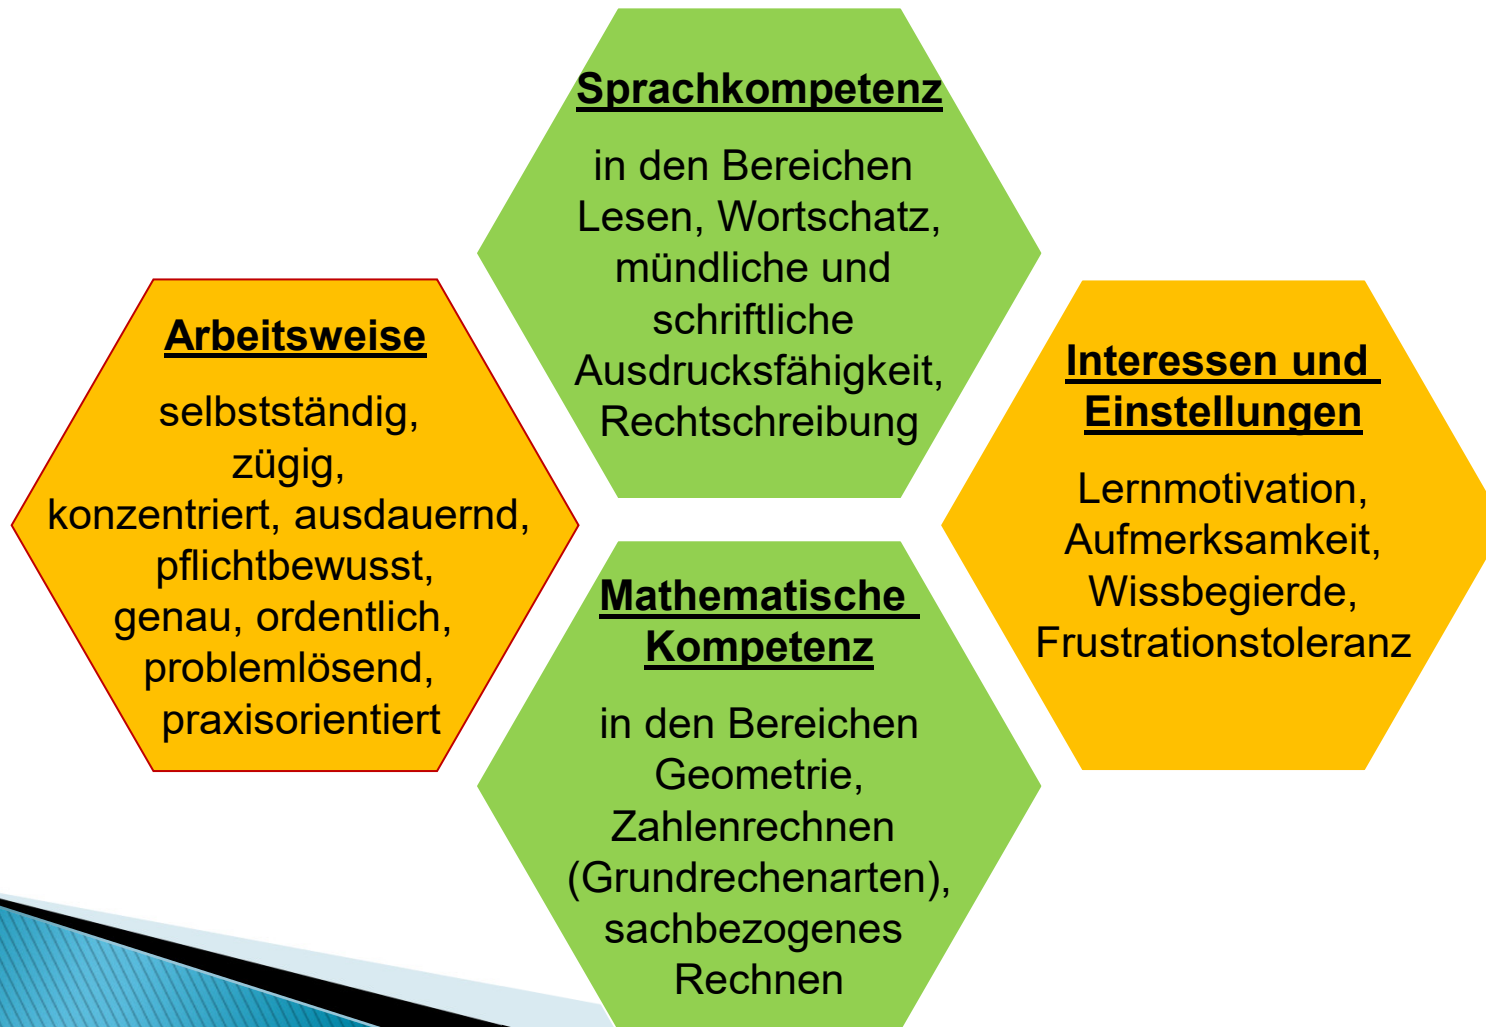 Sprachkompetenz
in den Bereichen
Lesen, Wortschatz,
mündliche und
schriftliche
Ausdrucksfähigkeit,
Rechtschreibung
Arbeitsweise
selbstständig,
zügig,
konzentriert, ausdauernd,
pflichtbewusst,
genau, ordentlich,
problemlösend,
praxisorientiert
Interessen und
Einstellungen
Lernmotivation,
Aufmerksamkeit,
Wissbegierde,
Frustrationstoleranz
Mathematische
Kompetenz
in den Bereichen
Geometrie,
Zahlenrechnen
(Grundrechenarten),
sachbezogenes
Rechnen